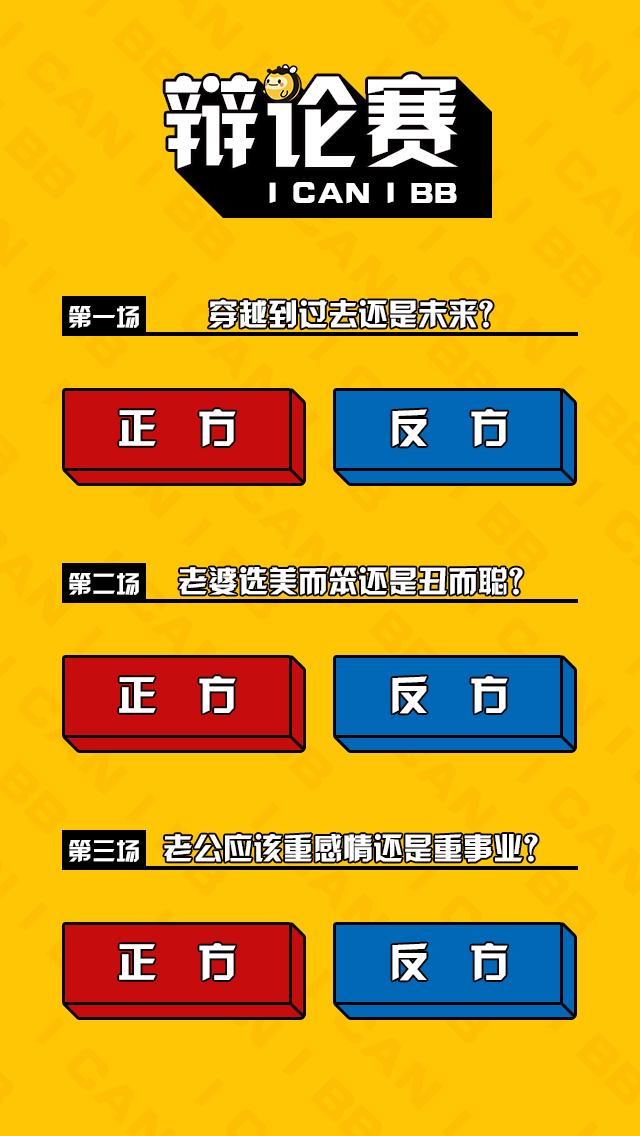 辩论赛
I CAN I BB
第一场 穿越到过去还是未来?
正 方 反 方
第二场 老婆选美而笨还是丑而聪?
正 方 反 方
第三场 老公应该重感情还是重事业?
正 方 反 方